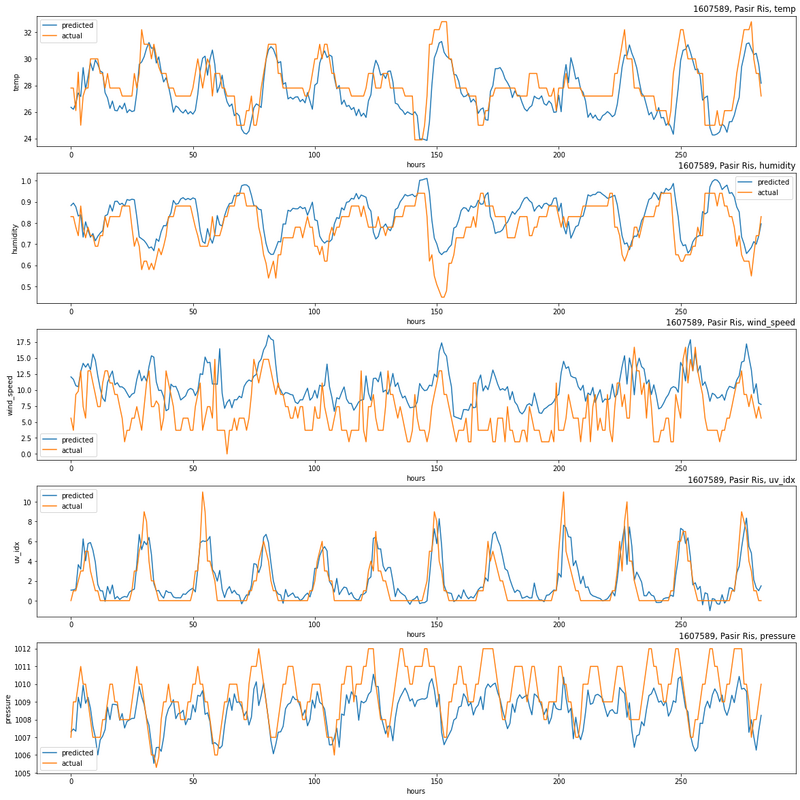 1607589, Pasir Ris, temp
predicted
actual
32
30
28
26
24
temp
0 50 100 150 200 250
hours
1607589, Pasir Ris, humidity
predicted
actual
1.0
0.9
0.8
0.7
0.6
0.5
humidity
0 50 100 150 200 250
hours
1607589, Pasir Ris, wind_speed
17.5
15.0
12.5
10.0
7.5
5.0
2.5
0.0
wind_speed
predicted
actual
0 50 100 150 200 250
hours
1607589, Pasir Ris, uv_idx
predicted
actual
10
8
6
4
2
0
uv_idx
0 50 100 150 200 250
hours
1607589, Pasir Ris, pressure
1012
1011
1010
1009
1008
1007
1006
1005
pressure
predicted
actual
0 50 100 150 200 250
hours